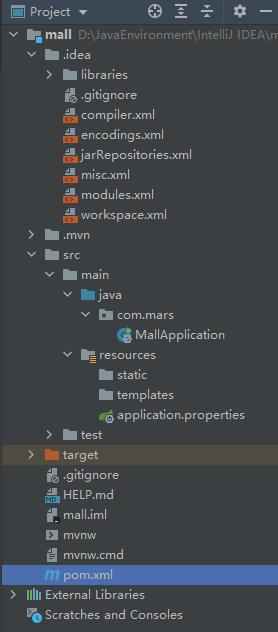 Project
mall D:\JavaEnvironment\IntelliJ IDEA\m
.idea
libraries
.gitignore
compiler.xml
encodings.xml
jarRepositories.xml
misc.xml
modules.xml
workspace.xml
.mvn
src
main
java
com.mars
MallApplication
resources
static
templates
application.properties
test
target
.gitignore
HELP.md
mall.iml
mvnw
mvnw.cmd
pom.xml
External Libraries
Scratches and Consoles